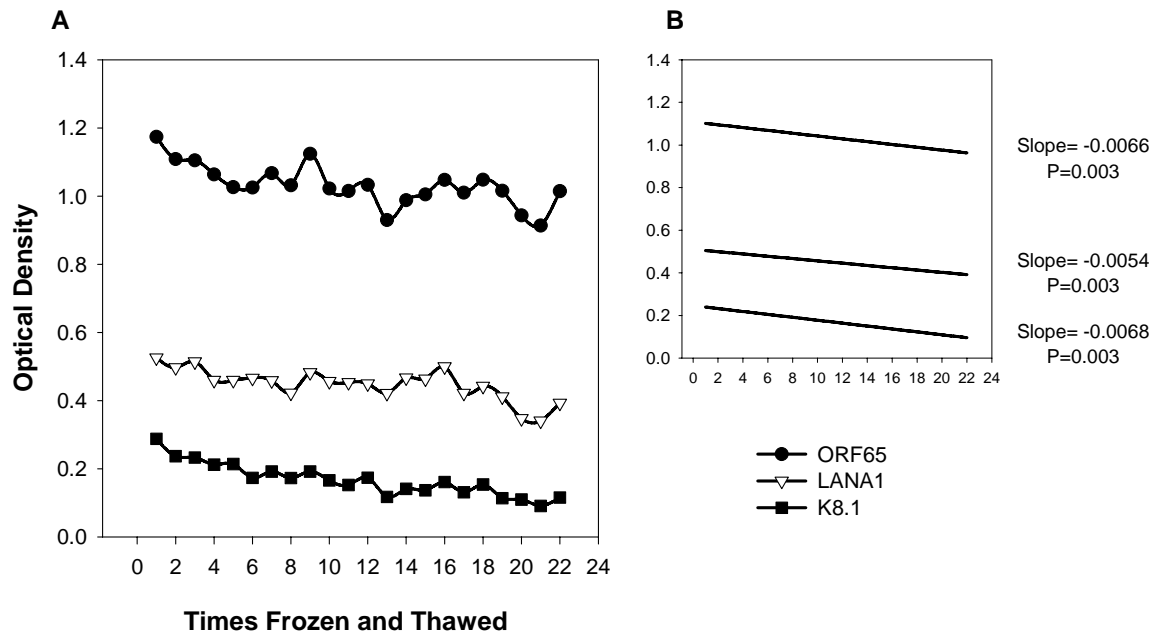 A
1.4
1.2
1.0
0.8
0.6
0.4
0.2
0.0
0 2 4 6 8 10 12 14 16 18 20 22 24
Optical Density
Times Frozen and Thawed
B
1.4
1.2
1.0
0.8
0.6
0.4
0.2
0.0
0 2 4 6 8 10 12 14 16 18 20 22 24
Slope= -0.0066
P=0.003
Slope= -0.0054
P=0.003
Slope= -0.0068
P=0.003
ORF65
LANA1
K8.1